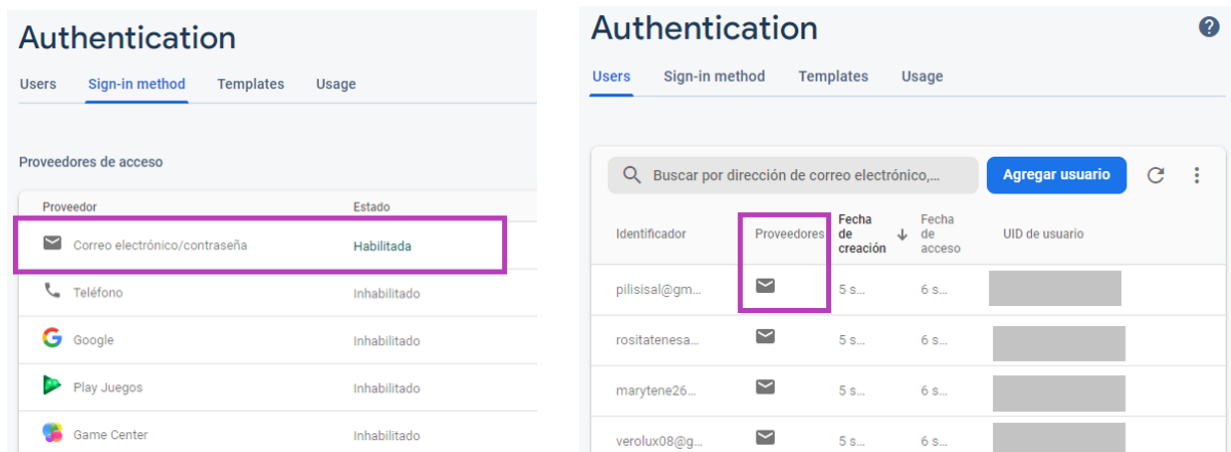 Authentication
Users Sign-in method Templates Usage
Proveedores de acceso
Proveedor Estado
Correo electrónico/contraseña Habilitada
Teléfono Inhabilitado
Google Inhabilitado
Play Juegos Inhabilitado
Game Center Inhabilitado
Authentication
Users Sign-in method Templates Usage
Buscar por dirección de correo electrónico,...
Agregar usuario
Identificador Proveedores Fecha de creación Fecha de acceso UID de usuario
pilisisal@gm... 5 s... 6 s...
rositatenesa... 5 s... 6 s...
marytene26... 5 s... 6 s...
verolux08@g... 5 s... 6 s...